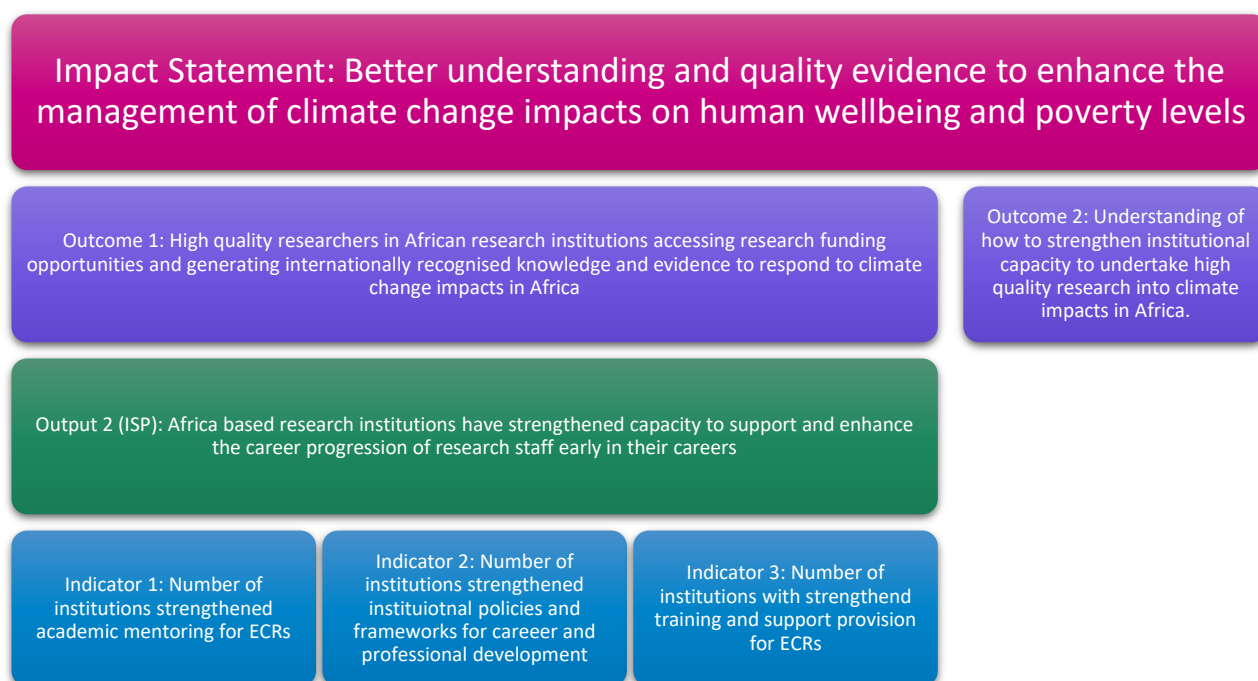 Impact Statement: Better understanding and quality evidence to enhance the
management of climate change impacts on human wellbeing and poverty levels
Outcome 1: High quality researchers in African research institutions accessing research funding
opportunities and generating internationally recognised knowledge and evidence to respond to climate
change impacts in Africa
Outcome 2: Understanding of
how to strengthen institutional
capacity to undertake high
quality research into climate
impacts in Africa.
Output 2 (ISP): Africa based research institutions have strengthened capacity to support and enhance
the career progression of research staff early in their careers
Indicator 1: Number of
institutions strengthened
academic mentoring for ECRs
Indicator 2: Number of
institutions strengthened
instituiotnal policies and
frameworks for careeer and
professional development
Indicator 3: Number of
institutions with strengthend
training and support provision
for ECRs